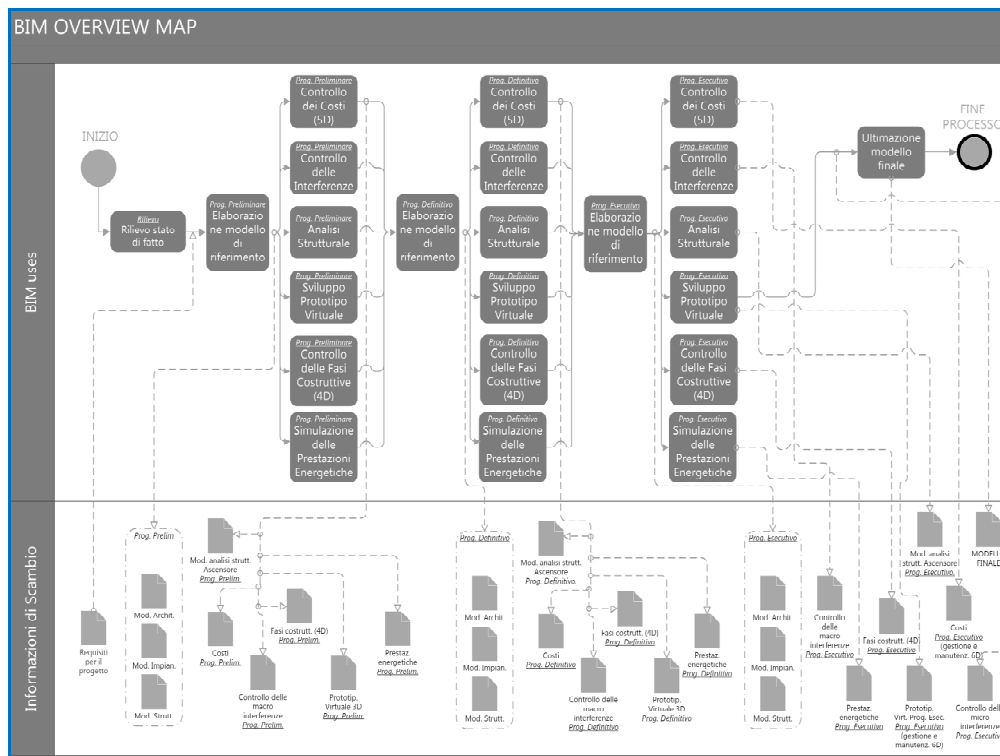 BIM OVERVIEW MAP
BIM uses
INIZIO
Rilievo
Rilievo stato
di fatto
Prog. Preliminare
Elaborazio
ne modello
di
riferimento
Prog. Preliminare
Controllo
dei Costi
(5D)
Prog. Preliminare
Controllo
delle
Interferenze
Prog. Preliminare
Analisi
Strutturale
Prog. Preliminare
Sviluppo
Prototipo
Virtuale
Prog. Preliminare
Controllo
delle Fasi
Costruttive
(4D)
Prog. Preliminare
Simulazione
delle
Prestazioni
Energetiche
Prog. Definitivo
Elaborazio
ne modello
di
riferimento
Prog. Definitivo
Controllo
dei Costi
(5D)
Prog. Definitivo
Controllo
delle
Interferenze
Prog. Definitivo
Analisi
Strutturale
Prog. Definitivo
Sviluppo
Prototipo
Virtuale
Prog. Definitivo
Controllo
delle Fasi
Costruttive
(4D)
Prog. Definitivo
Simulazione
delle
Prestazioni
Energetiche
Prog. Esecutivo
Elaborazio
ne modello
di
riferimento
Prog. Esecutivo
Controllo
dei Costi
(5D)
Prog. Esecutivo
Controllo
delle
Interferenze
Prog. Esecutivo
Analisi
Strutturale
Prog. Esecutivo
Sviluppo
Prototipo
Virtuale
Prog. Esecutivo
Controllo
delle Fasi
Costruttive
(4D)
Prog. Esecutivo
Simulazione
delle
Prestazioni
Energetiche
Ultimazione
modello
finale
FINE
PROCESSO
Informazioni di Scambio
Requisiti
per il
progetto
Prog. Prelim
Mod. Archit.
Mod. Impian.
Mod. Strutt.
Mod. analisi strutt.
Ascensore
Prog. Prelim.
Costi
Prog. Prelim.
Fasi costrutt. (4D)
Prog. Prelim.
Controllo delle
macro
interferenze
Prog. Prelim.
Prototip.
Virtuale 3D
Prog. Prelim.
Prestaz.
energetiche
Prog. Prelim.
Prog. Definitivo
Mod. Archit
Mod. Impian.
Mod. Strutt.
Mod. analisi strutt.
Ascensore
Prog. Definitivo.
Costi
Prog. Definitivo
Fasi costrutt. (4D)
Prog. Definitivo
Controllo delle
macro
interferenze
Prog. Definitivo
Prototip.
Virtuale 3D
Prog. Definitivo
Prestaz.
energetiche
Prog. Definitivo
Prog. Esecutivo
Mod. Archit
Mod. Impian.
Mod. Strutt.
Controllo
delle
macro
interferenze
Prog. Esecutivo
Prestaz.
energetiche
Prog. Esecutivo
Fasi costrutt. (4D)
Prog. Esecutivo
Prototip.
Virt. Prog. Esec.
Prog. Esecutivo
(gestione e
manutenz. 6D)
Mod. analisi
strutt. Ascensore
Prog. Esecutivo.
Costi
Prog. Esecutivo
(gestione e
manutenz. 6D)
MODELL
FINALE
Controllo dell
micro
interferenze
Prog. Esecutiv